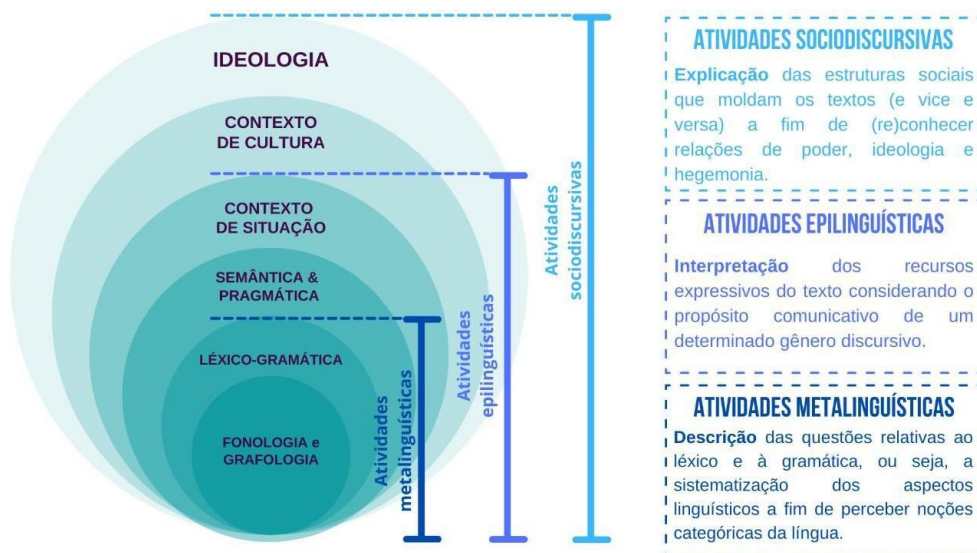 IDEOLOGIA
CONTEXTO
DE CULTURA
CONTEXTO
DE SITUAÇÃO
SEMÂNTICA &
PRAGMÁTICA
LÉXICO-GRAMÁTICA
FONOLOGIA e
GRAFOLOGIA
Atividades
metalinguísticas
Atividades
epilinguísticas
Atividades
sociodiscursivas
ATIVIDADES SOCIODISCURSIVAS
Explicação das estruturas sociais
que moldam os textos (e vice e
versa) a fim de (re)conhecer
relações de poder, ideologia e
hegemonia.
ATIVIDADES EPILINGUÍSTICAS
Interpretação dos recursos
expressivos do texto considerando o
propósito comunicativo de um
determinado gênero discursivo.
ATIVIDADES METALINGUÍSTICAS
Descrição das questões relativas ao
léxico e à gramática, ou seja, a
sistematização dos aspectos
linguísticos a fim de perceber noções
categóricas da língua.